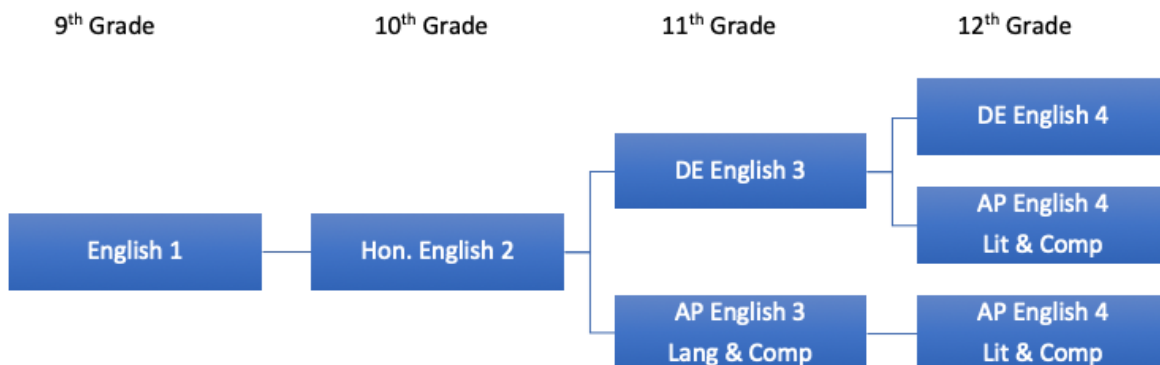 9th Grade
10th Grade
11th Grade
12th Grade
English 1
Hon. English 2
DE English 3
AP English 3
Lang & Comp
DE English 4
AP English 4
Lit & Comp
AP English 4
Lit & Comp